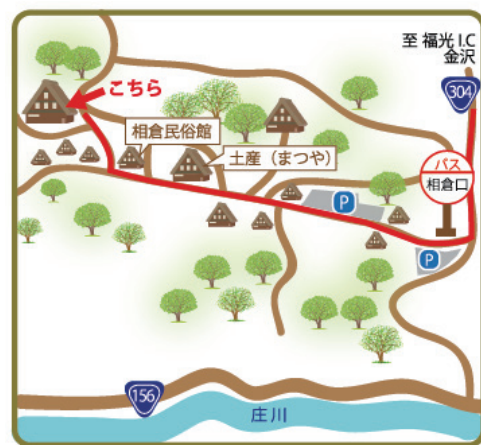 至 福光 I.C
金沢
304
こちら
相倉民俗館
土産（まつや）
バス
相倉口
P
P
156
庄川